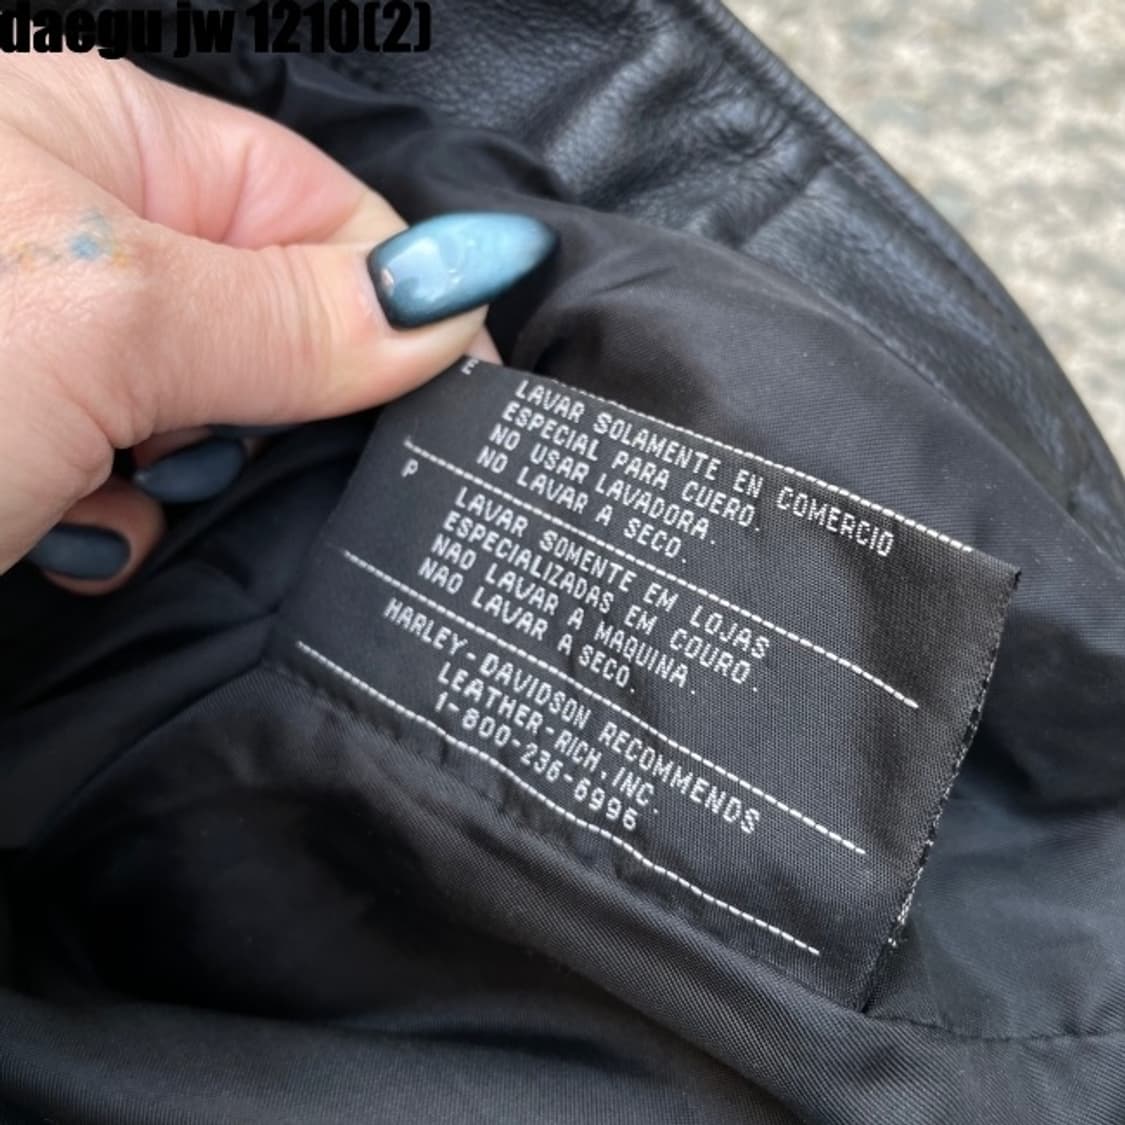 daegu jw 1210(2)
E
LAVAR SOLAMENTE EN COMERCIO
ESPECIAL PARA CUERO.
NO USAR LAVADORA.
NO LAVAR A SECO.
P
LAVAR SOMENTE EM LOJAS
ESPECIALIZADAS EM COURO.
NAO LAVAR A MAQUINA.
NAO LAVAR A SECO.
HARLEY-DAVIDSON RECOMMENDS
LEATHER-RICH, INC.
1-800-236-6996